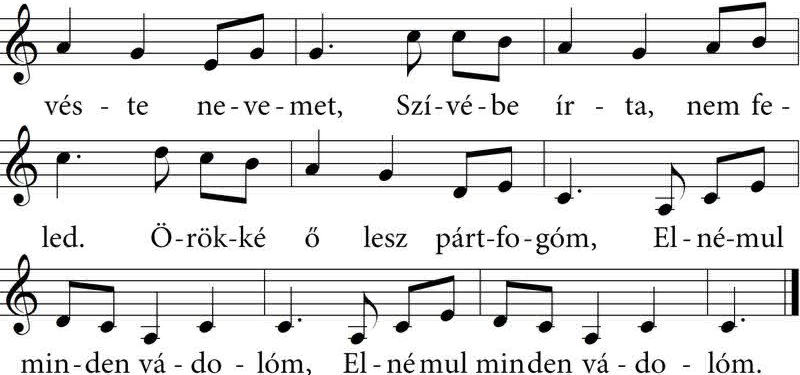 vés - te ne - ve - met, Szí - vé - be ír - ta, nem fe -
led. Ö - rök - ké ő lesz párt - fo - góm, El - né - mul
min - den vá - do - lóm, El - né mul min den vá - do - lóm.